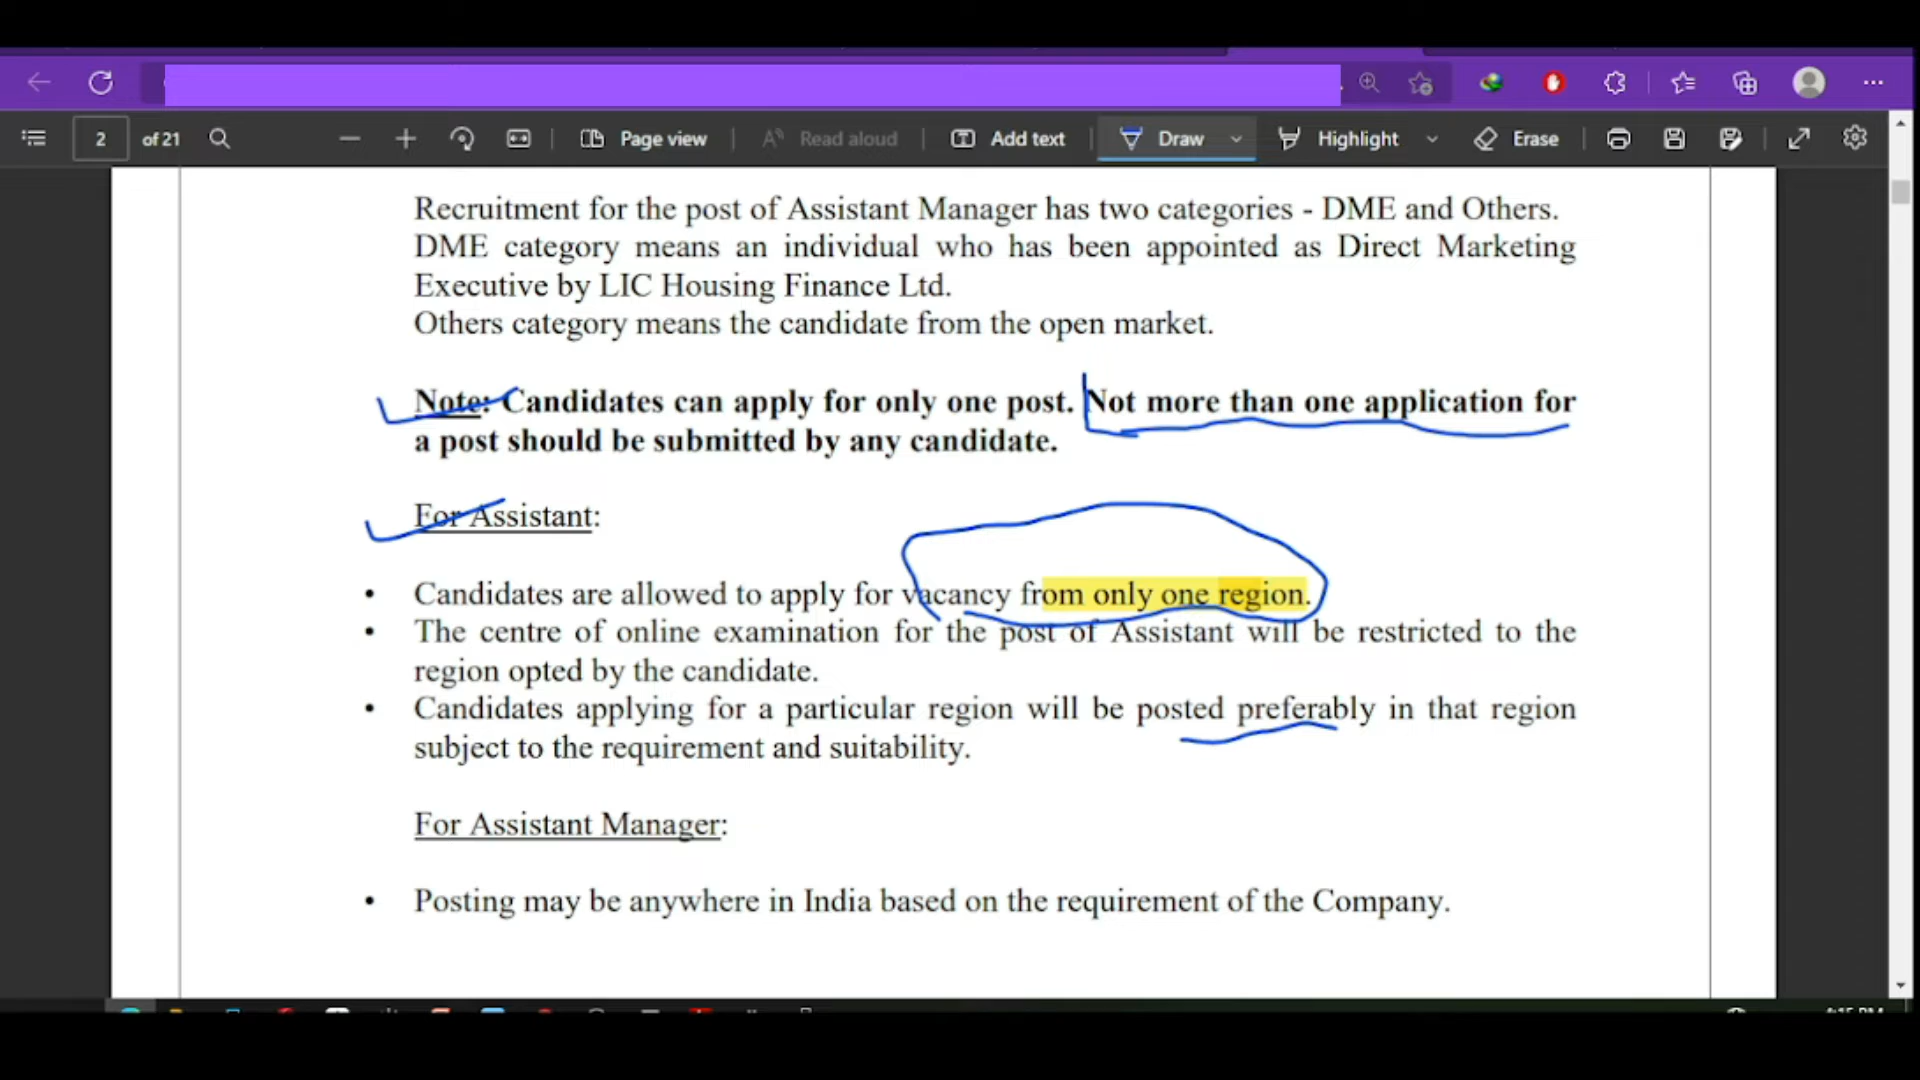 2 of 21 Page view Read aloud Add text Draw Highlight Erase
Recruitment for the post of Assistant Manager has two categories - DME and Others.
DME category means an individual who has been appointed as Direct Marketing
Executive by LIC Housing Finance Ltd.
Others category means the candidate from the open market.
Note: Candidates can apply for only one post. Not more than one application for
a post should be submitted by any candidate.
For Assistant:
• Candidates are allowed to apply for vacancy from only one region.
• The centre of online examination for the post of Assistant will be restricted to the
region opted by the candidate.
• Candidates applying for a particular region will be posted preferably in that region
subject to the requirement and suitability.
For Assistant Manager:
• Posting may be anywhere in India based on the requirement of the Company.